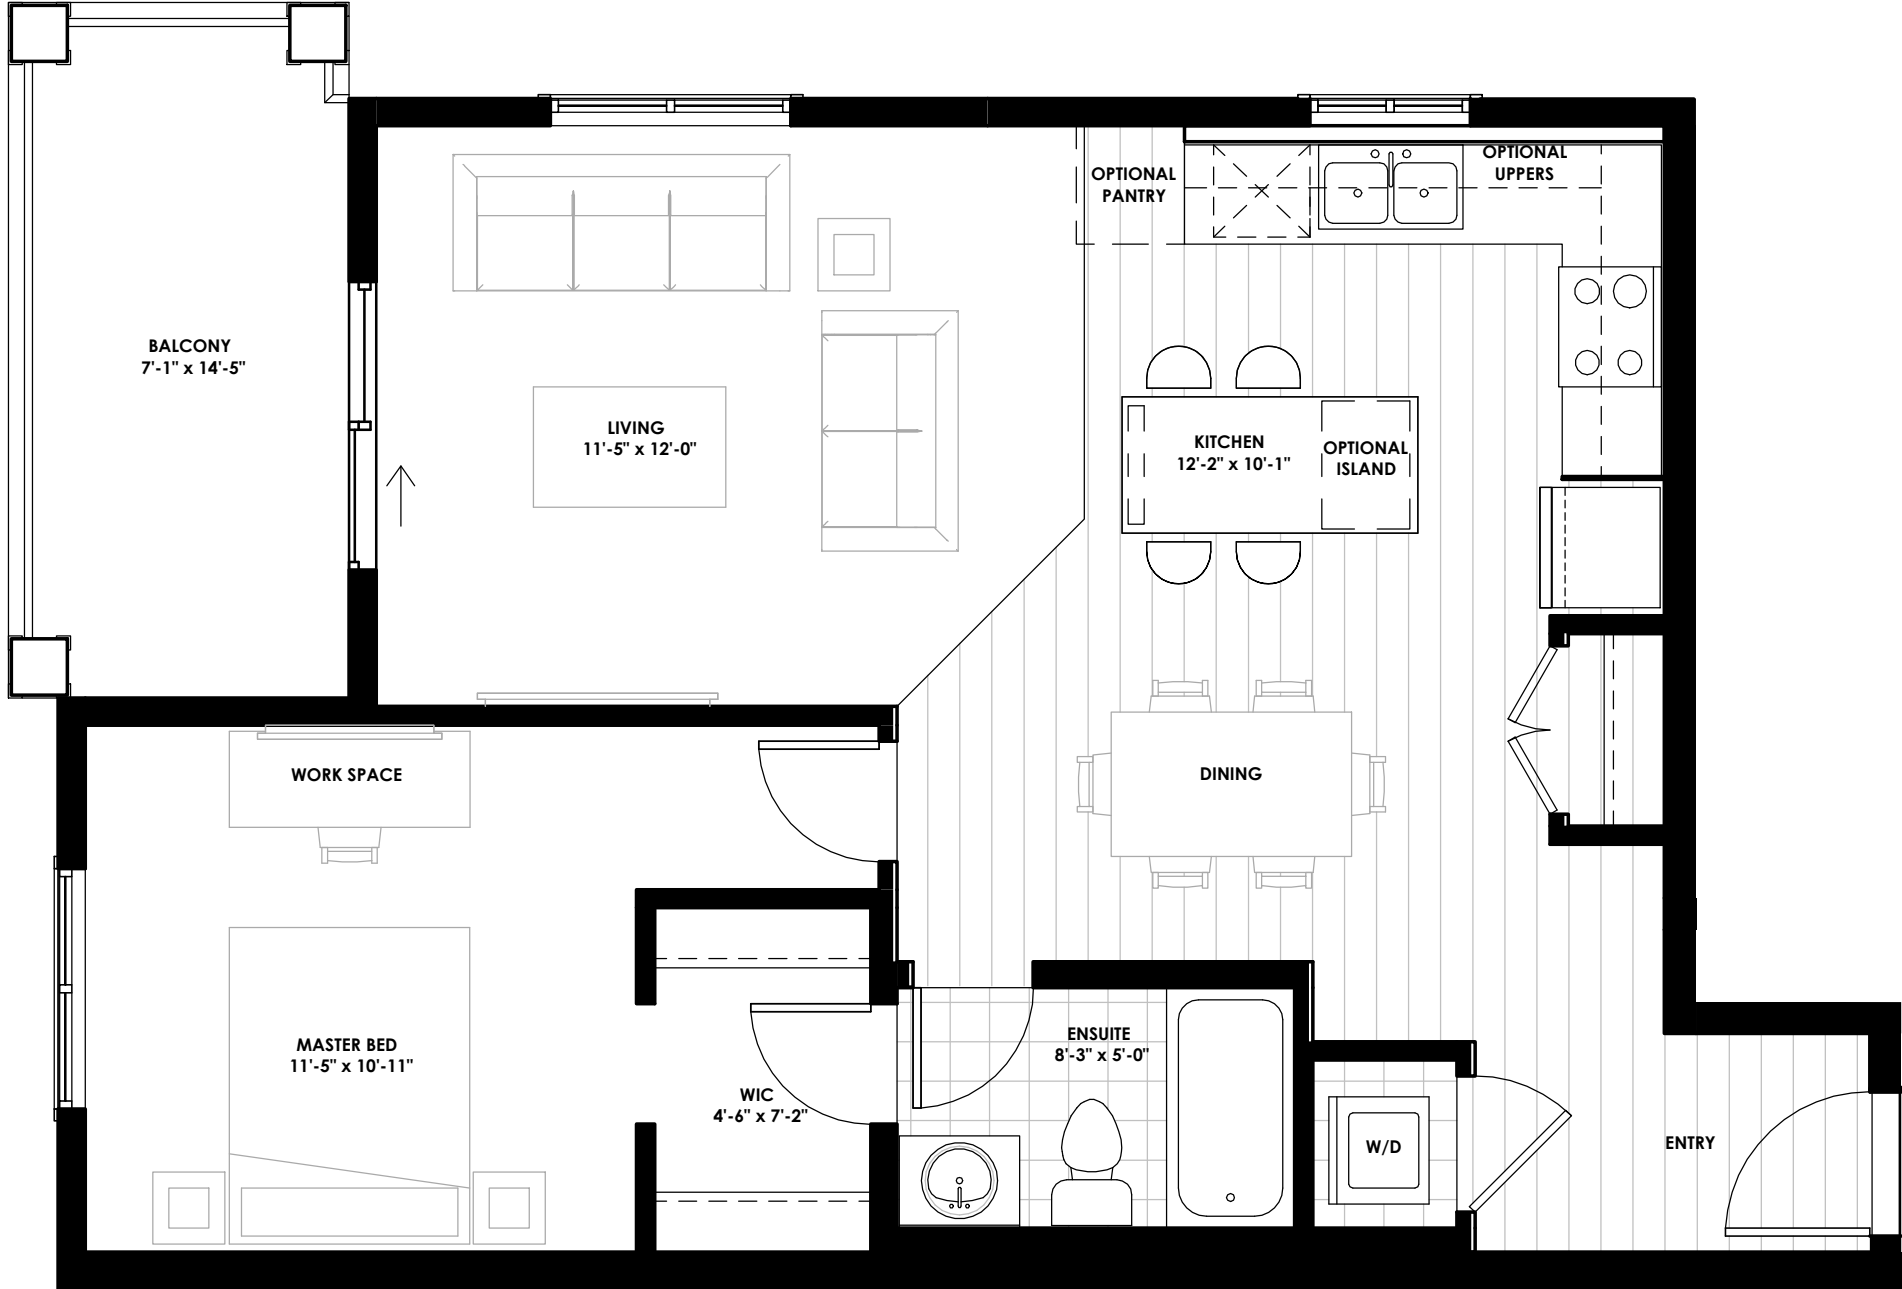 OPTIONAL
PANTRY
OPTIONAL
UPPERS
BALCONY
7'-1" x 14'-5"
LIVING
11'-5" x 12'-0"
KITCHEN
12'-2" x 10'-1"
OPTIONAL
ISLAND
WORK SPACE
DINING
MASTER BED
11'-5" x 10'-11"
WIC
4'-6" x 7'-2"
ENSUITE
8'-3" x 5'-0"
W/D
ENTRY